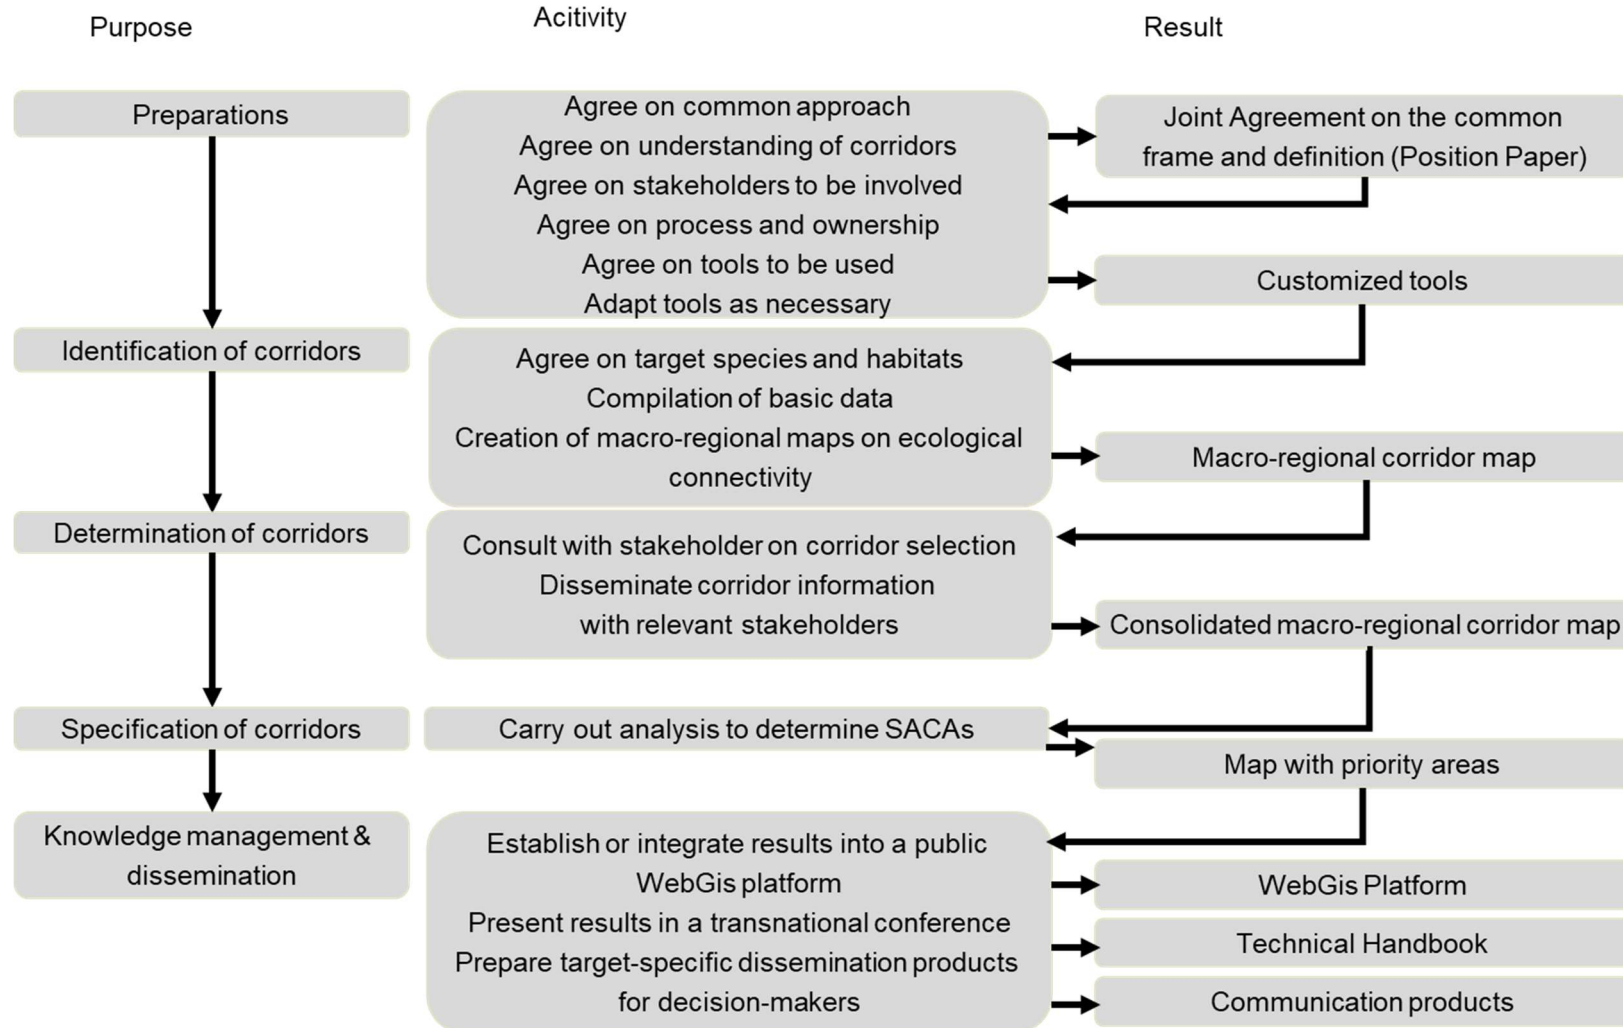 Purpose
Acitivity
Result
Preparations
Agree on common approach
Agree on understanding of corridors
Agree on stakeholders to be involved
Agree on process and ownership
Agree on tools to be used
Adapt tools as necessary
Joint Agreement on the common
frame and definition (Position Paper)
Customized tools
Identification of corridors
Agree on target species and habitats
Compilation of basic data
Creation of macro-regional maps on ecological
connectivity
Macro-regional corridor map
Determination of corridors
Consult with stakeholder on corridor selection
Disseminate corridor information
with relevant stakeholders
Consolidated macro-regional corridor map
Specification of corridors
Carry out analysis to determine SACAs
Map with priority areas
Knowledge management &
dissemination
Establish or integrate results into a public
WebGis platform
Present results in a transnational conference
Prepare target-specific dissemination products
for decision-makers
WebGis Platform
Technical Handbook
Communication products